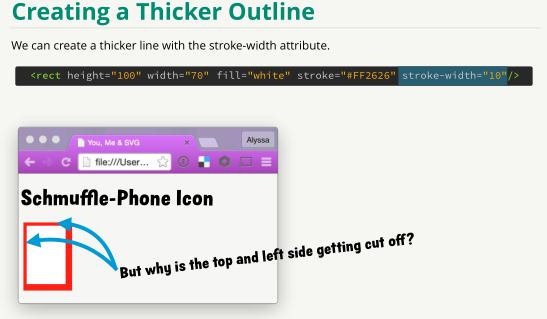 Creating a Thicker Outline
We can create a thicker line with the stroke-width attribute.
<rect height="100" width="70" fill="white" stroke="#FF2626" stroke-width="10"/>
You, Me & SVG
Alyssa
file:///User...
Schmuffle-Phone Icon
But why is the top and left side getting cut off?